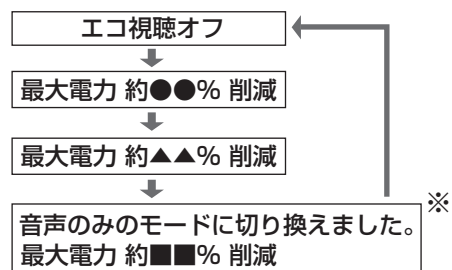 エコ視聴オフ
最大電力 約●●% 削減
最大電力 約▲▲% 削減
音声のみのモードに切り換えました。
最大電力 約■■% 削減
※